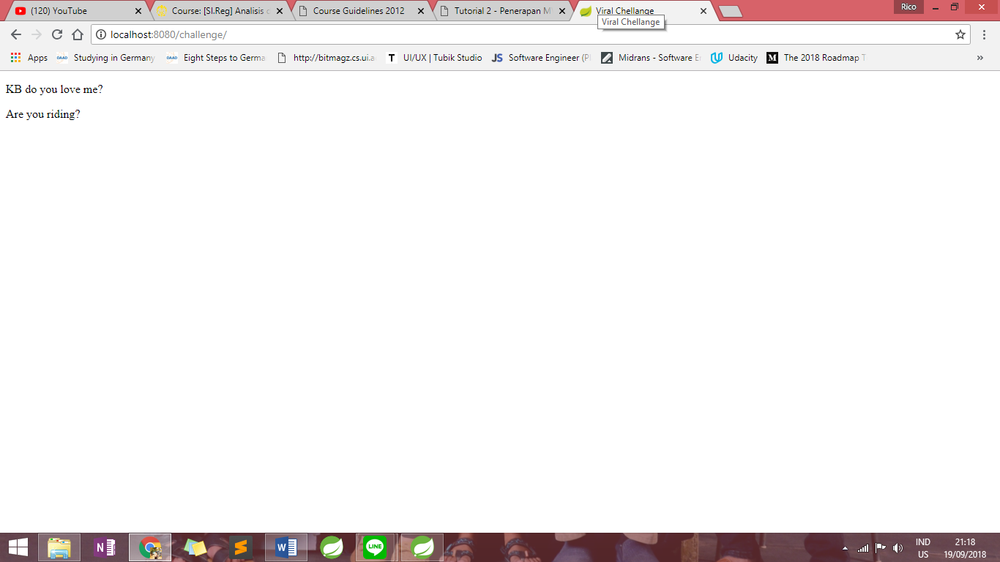 (120) YouTube
Course: [SI.Reg] Analisis
Course Guidelines 2012
Tutorial 2 - Penerapan M
Viral Chellange
Rico
Viral Chellange
localhost:8080/challenge/
Apps
DAAD Studying in Germany
DAAD Eight Steps to Germa
http://bitmagz.cs.ui.a
T UI/UX | Tubik Studio
JS Software Engineer (P
Midrans - Software E
Udacity
M The 2018 Roadmap T
»
KB do you love me?
Are you riding?
N
S
W
LINE
IND
US
21:18
19/09/2018